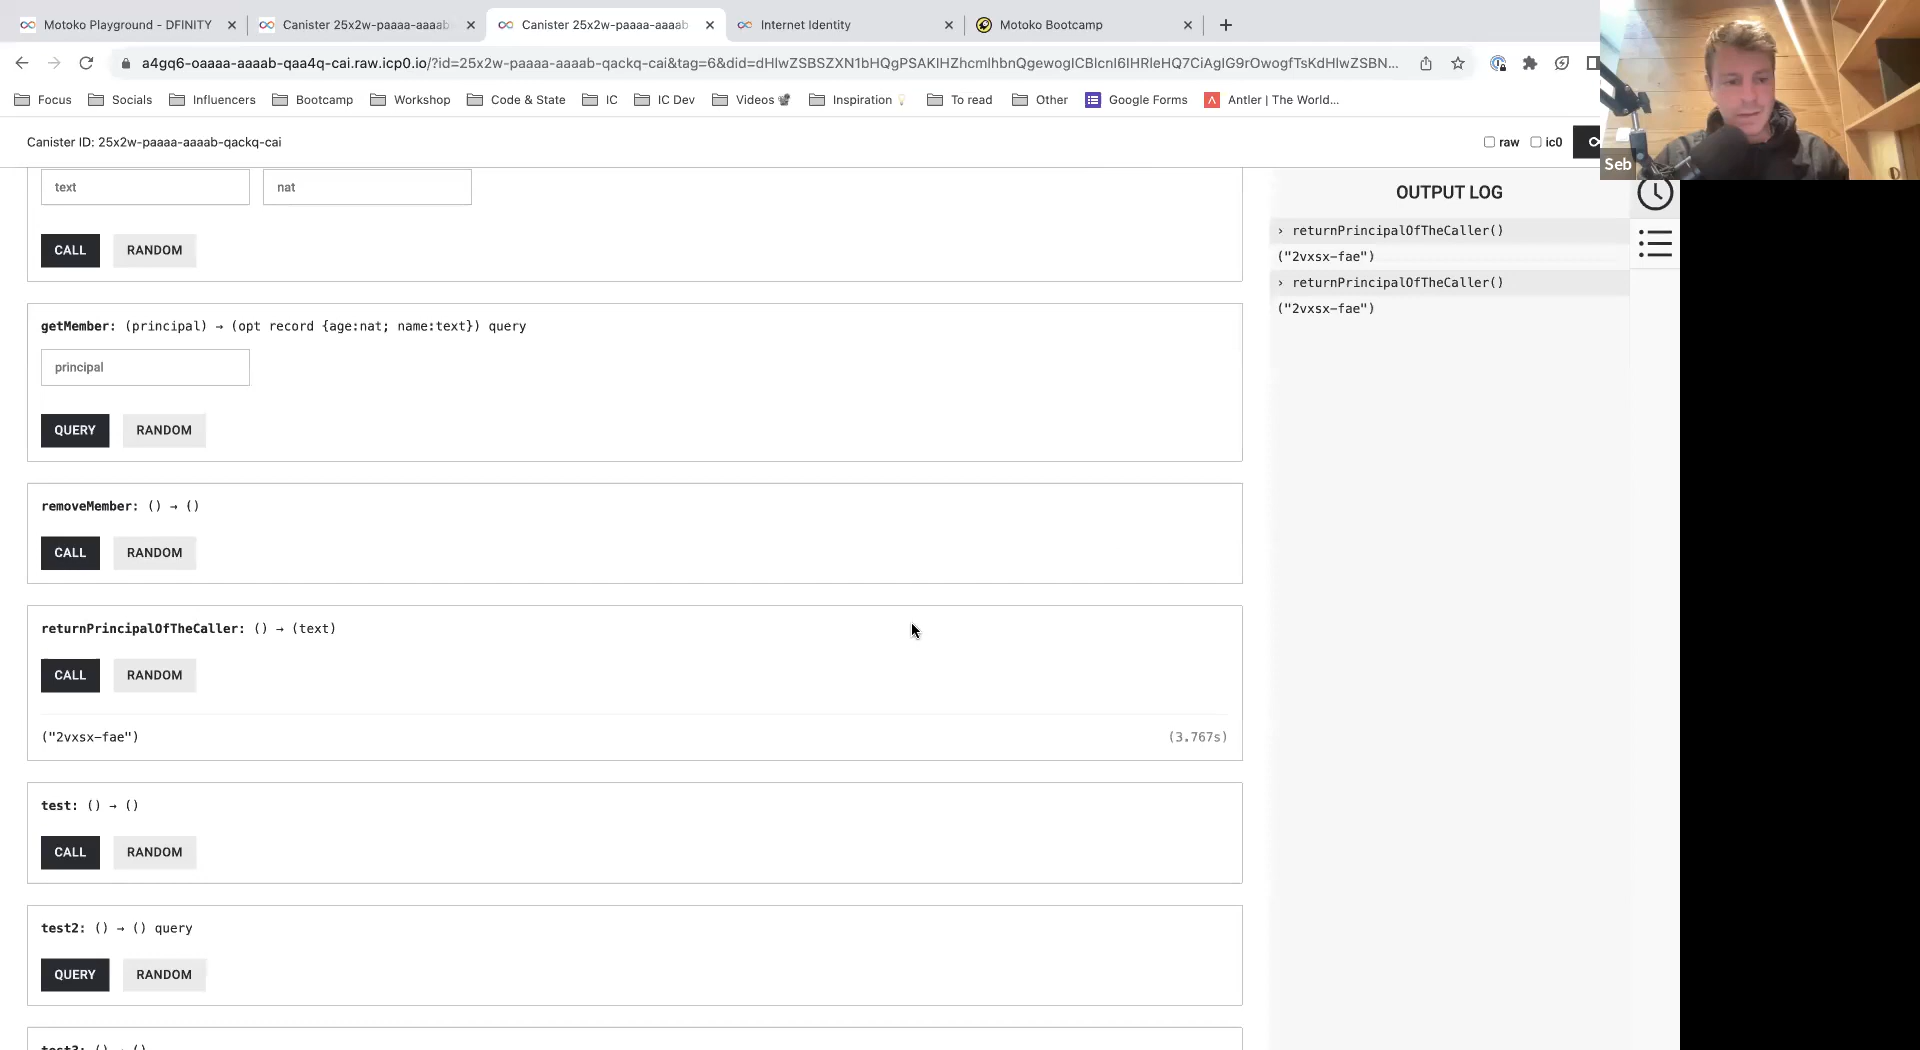 Motoko Playground - DFINITY
Canister 25x2w-paaaa-aaaab
Canister 25x2w-paaaa-aaaab
Internet Identity
Motoko Bootcamp
a4gq6-oaaaa-aaaab-qaa4q-cai.raw.icp0.io/?id=25x2w-paaaa-aaaab-qackq-cai&tag=6&did=dHlwZSBSZXN1bHQgPSAKIHZhcmlhbnQgewogICBlcnI6IHRleHQ7CiAgIG9rOwogfTsKdHlwZSBN...
Focus
Socials
Influencers
Bootcamp
Workshop
Code & State
IC
IC Dev
Videos
Inspiration
To read
Other
Google Forms
Antler | The World...
Seb
Canister ID: 25x2w-paaaa-aaaab-qackq-cai
raw
ic0
text
nat
CALL
RANDOM
getMember: (principal) → (opt record {age:nat; name:text}) query
principal
QUERY
RANDOM
removeMember: () → ()
CALL
RANDOM
returnPrincipalOfTheCaller: () → (text)
CALL
RANDOM
("2vxsx-fae")
(3.767s)
test: () → ()
CALL
RANDOM
test2: () → () query
QUERY
RANDOM
test3: () → ()
OUTPUT LOG
› returnPrincipalOfTheCaller()
("2vxsx-fae")
› returnPrincipalOfTheCaller()
("2vxsx-fae")